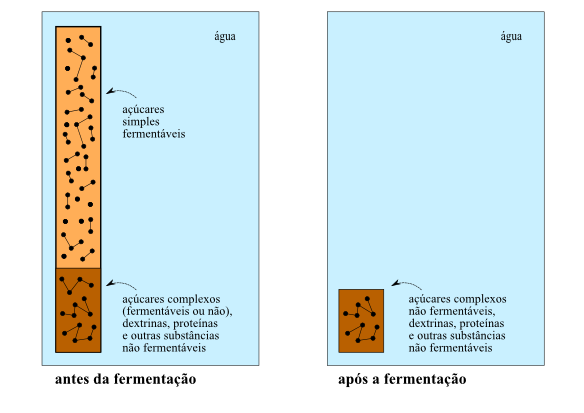 água
açúcares
simples
fermentáveis
açúcares complexos
(fermentáveis ou não),
dextrinas, proteínas
e outras substâncias
não fermentáveis
antes da fermentação
água
açúcares complexos
não fermentáveis,
dextrinas, proteínas
e outras substâncias
não fermentáveis
após a fermentação